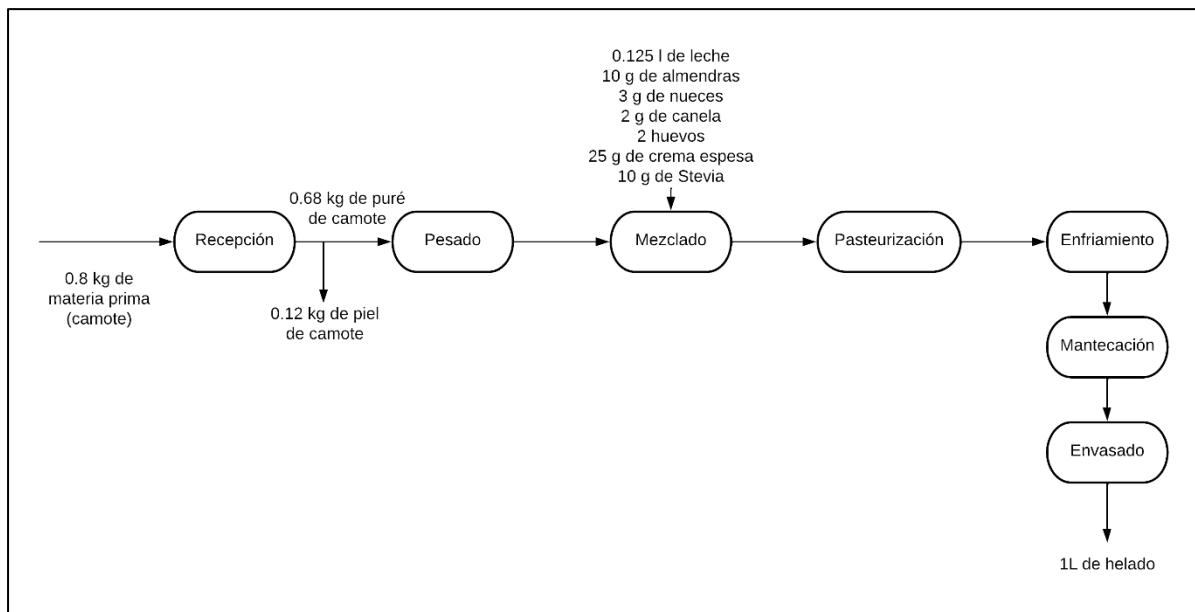 0.125 l de leche
10 g de almendras
3 g de nueces
2 g de canela
2 huevos
25 g de crema espesa
10 g de Stevia
0.68 kg de puré
de camote
Recepción
Pesado
Mezclado
Pasteurización
Enfriamiento
0.8 kg de
materia prima
(camote)
0.12 kg de piel
de camote
Mantecación
Envasado
1L de helado